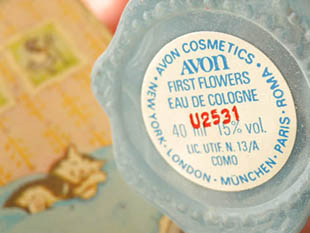 AVON COSMETICS • NEW YORK • LONDON • MÜNCHEN • PARIS • ROMA •
AVON
FIRST FLOWERS
EAU DE COLOGNE
U2531
40 ml 15% vol.
LIC. UTIF. N. 13/A
COMO